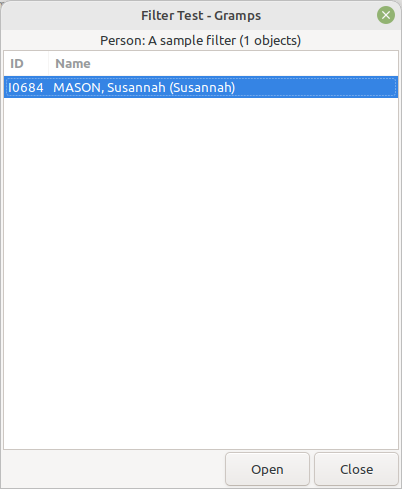 Filter Test - Gramps
Person: A sample filter (1 objects)
ID Name
I0684 MASON, Susannah (Susannah)
Open Close